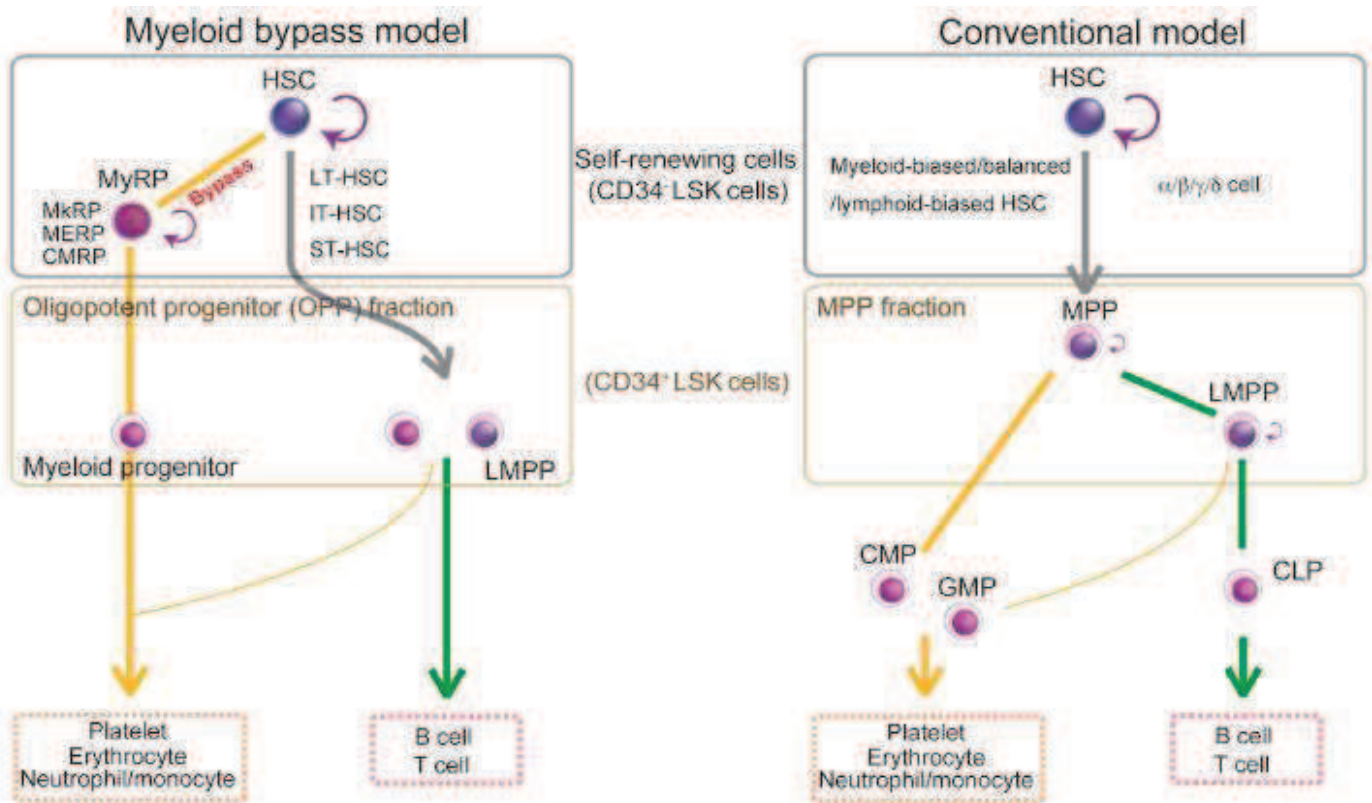 Myeloid bypass model
HSC
MyRP
Bypass
MkRP
MERP
CMRP
LT-HSC
IT-HSC
ST-HSC
Oligopotent progenitor (OPP) fraction
Myeloid progenitor
LMPP
Platelet
Erythrocyte
Neutrophil/monocyte
B cell
T cell
Self-renewing cells
(CD34⁻ LSK cells)
(CD34⁺ LSK cells)
Conventional model
HSC
Myeloid-biased/balanced
/lymphoid-biased HSC
α/β/γ/δ cell
MPP fraction
MPP
LMPP
CMP
GMP
CLP
Platelet
Erythrocyte
Neutrophil/monocyte
B cell
T cell